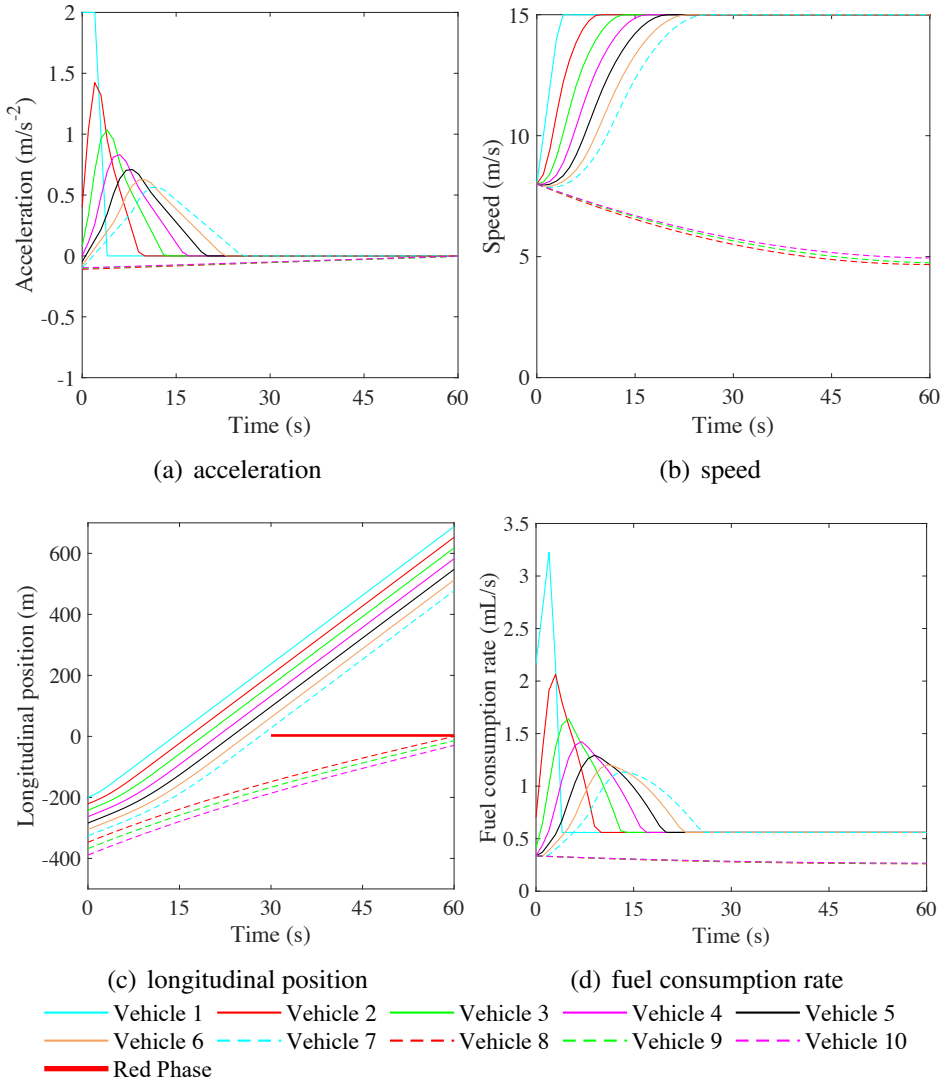 2
1.5
1
0.5
0
-0.5
-1
Acceleration (m/s-2)
0 15 30 45 60
Time (s)
(a) acceleration
15
10
5
0
Speed (m/s)
0 15 30 45 60
Time (s)
(b) speed
600
400
200
0
-200
-400
Longitudinal position (m)
0 15 30 45 60
Time (s)
(c) longitudinal position
3.5
3
2.5
2
1.5
1
0.5
0
Fuel consumption rate (mL/s)
0 15 30 45 60
Time (s)
(d) fuel consumption rate
Vehicle 1 Vehicle 2 Vehicle 3 Vehicle 4 Vehicle 5
Vehicle 6 Vehicle 7 Vehicle 8 Vehicle 9 Vehicle 10
Red Phase